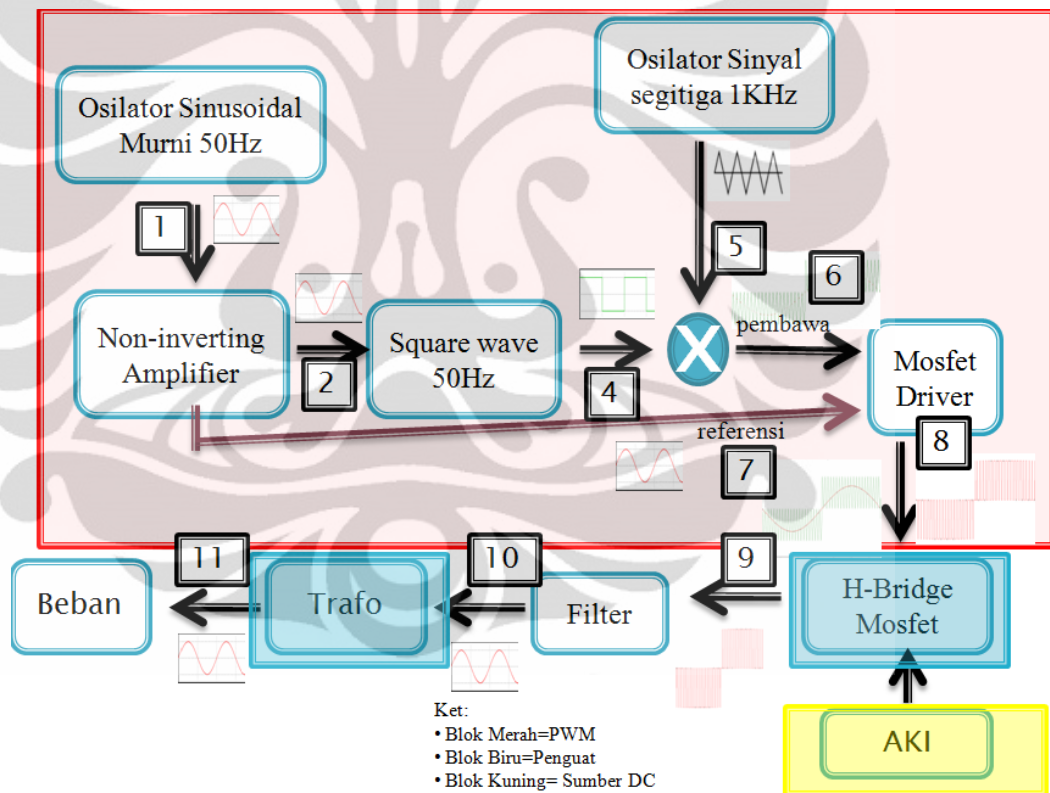 Osilator Sinusoidal
Murni 50Hz
Osilator Sinyal
segitiga 1KHz
1
5
6
Non-inverting
Amplifier
2
Square wave
50Hz
4
X
pembawa
Mosfet
Driver
referensi
7
8
11
10
9
Beban
Trafo
Filter
H-Bridge
Mosfet
AKI
Ket:
• Blok Merah=PWM
• Blok Biru=Penguat
• Blok Kuning= Sumber DC